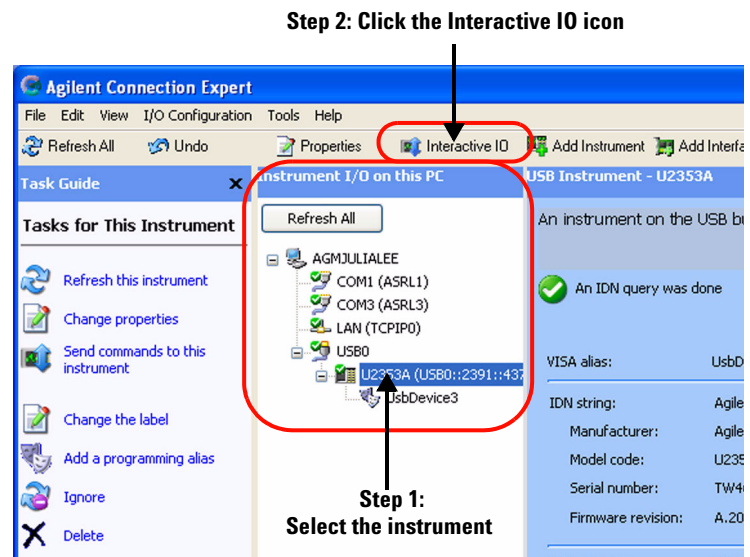 Step 2: Click the Interactive IO icon
Agilent Connection Expert
File Edit View I/O Configuration Tools Help
Refresh All Undo Properties Interactive IO Add Instrument Add Interfa
Task Guide
Instrument I/O on this PC
USB Instrument - U2353A
Tasks for This Instrument
Refresh this instrument
Change properties
Send commands to this
instrument
Change the label
Add a programming alias
Ignore
Delete
Refresh All
AGMJULIALEE
COM1 (ASRL1)
COM3 (ASRL3)
LAN (TCPIP0)
USB0
U2353A (USB0::2391::437
UsbDevice3
Step 1:
Select the instrument
An instrument on the USB bu
An IDN query was done
VISA alias: UsbD
IDN string: Agile
Manufacturer: Agile
Model code: U235
Serial number: TW4
Firmware revision: A.20